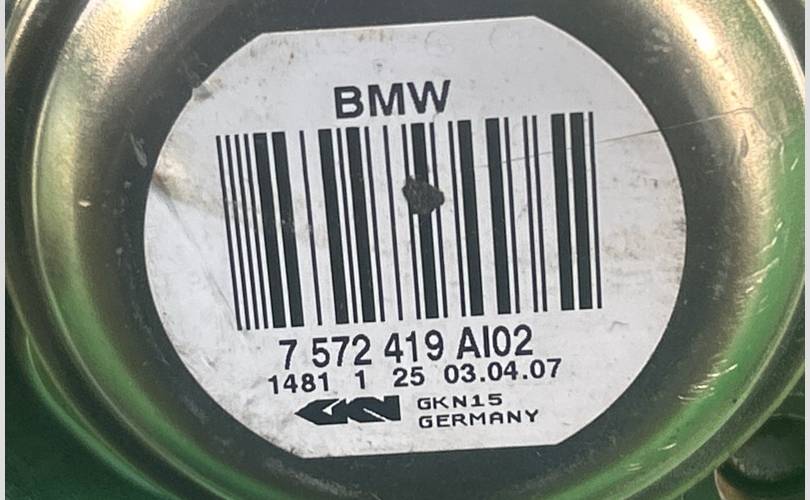 BMW
7 572 419 AI02
1481 1 25 03.04.07
GKN GKN15
GERMANY